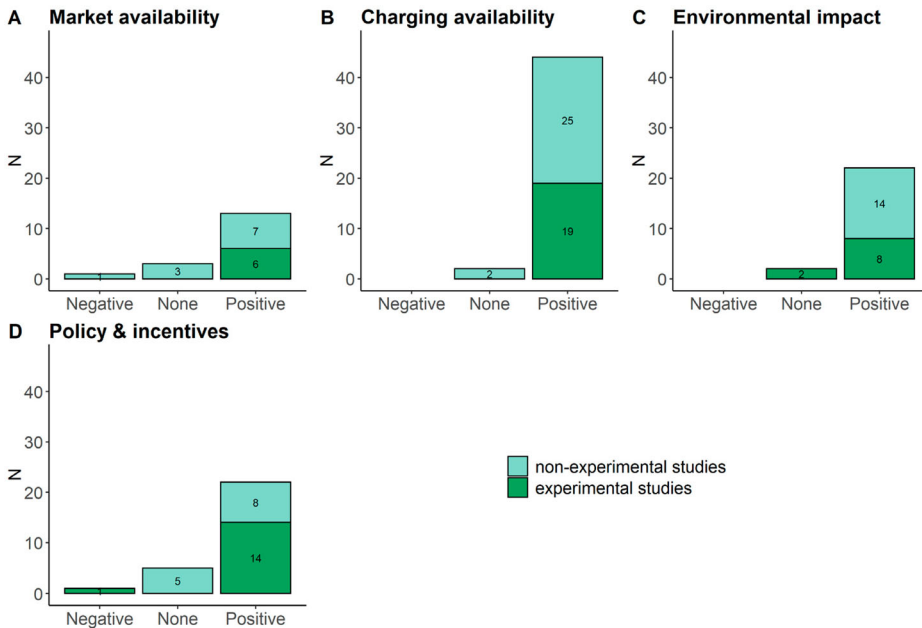 A Market availability
B Charging availability
C Environmental impact
N
40
30
20
10
0
1
3
7
6
Negative None Positive
N
40
30
20
10
0
2
25
19
Negative None Positive
N
40
30
20
10
0
2
14
8
Negative None Positive
D Policy & incentives
N
40
30
20
10
0
1
5
8
14
Negative None Positive
non-experimental studies
experimental studies